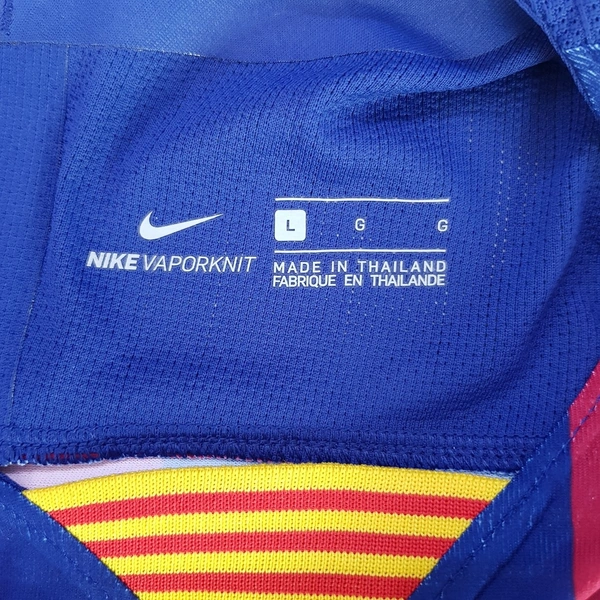 NIKE VAPORKNIT
L G G
MADE IN THAILAND
FABRIQUE EN THAILANDE